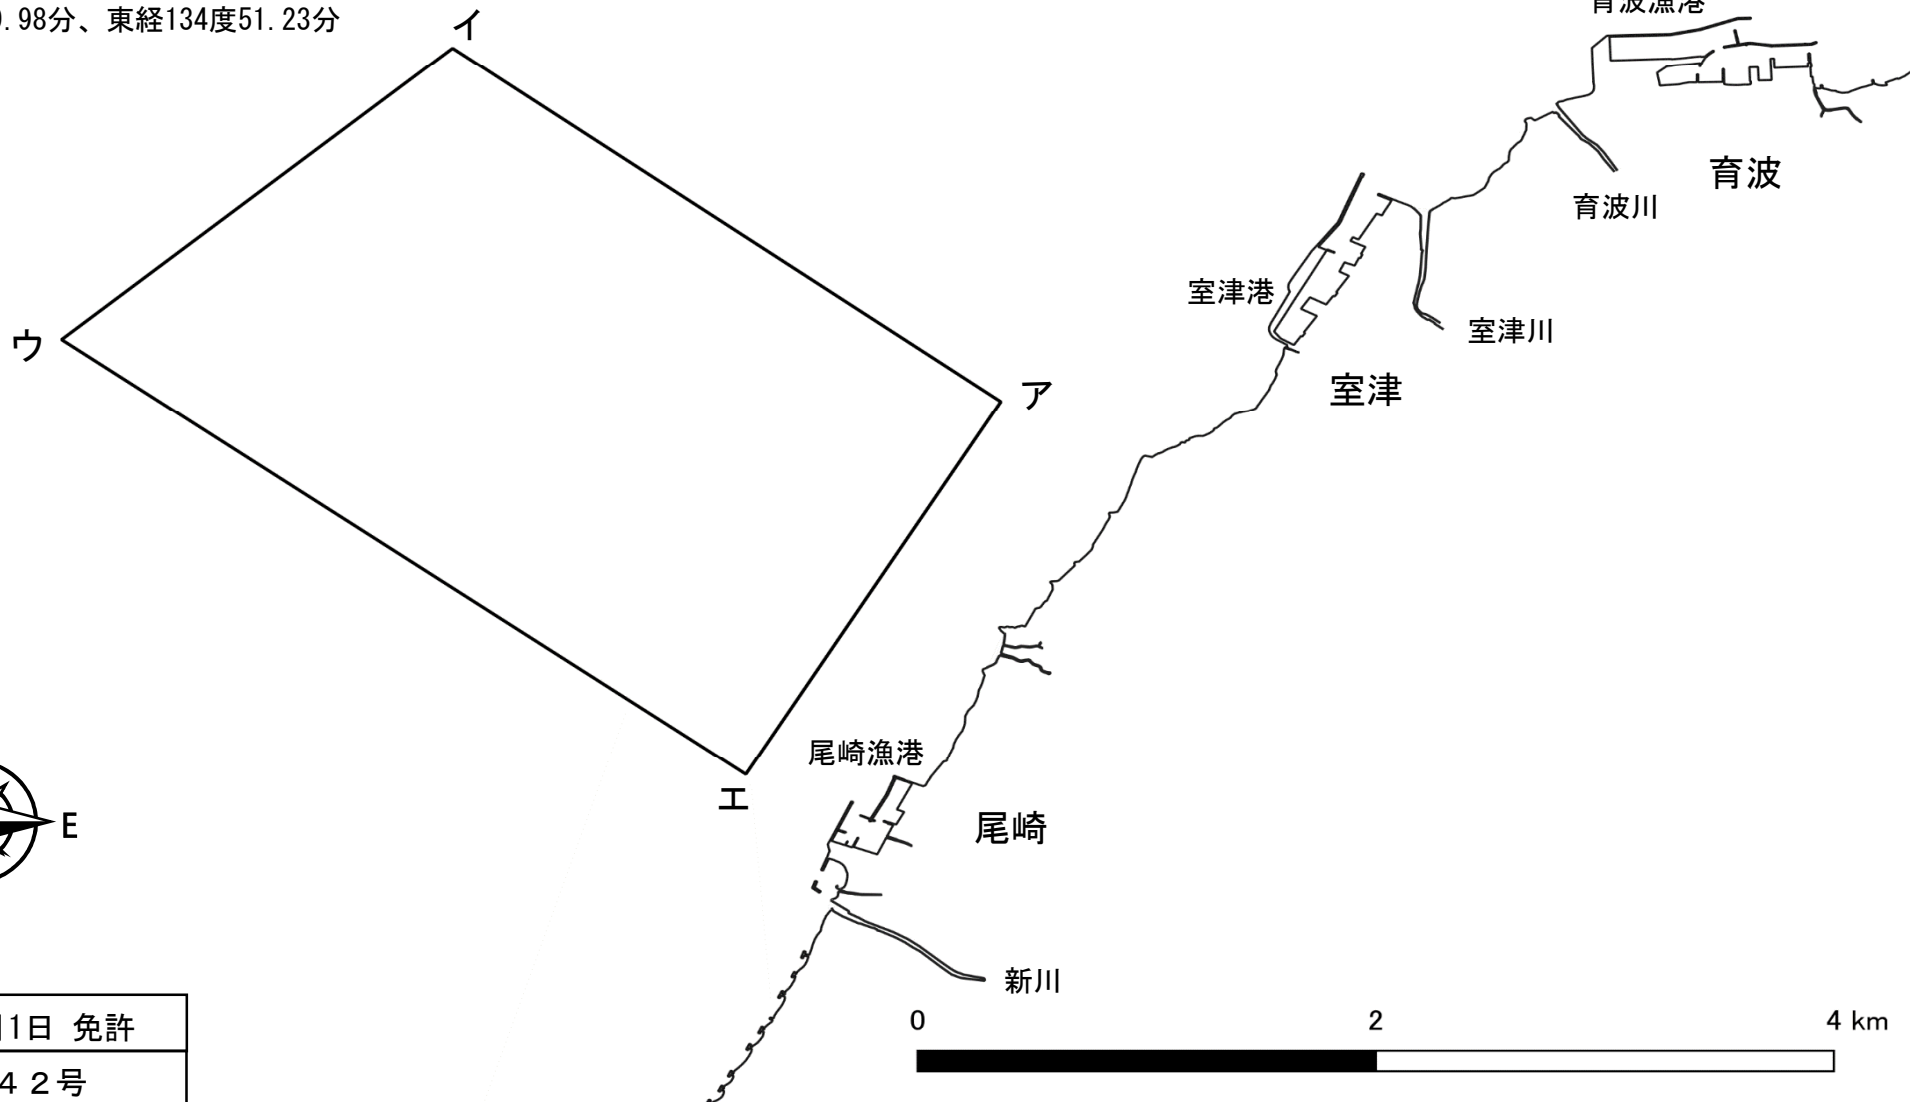 .98分、東経134度51.23分
イ
育波漁港
育波
育波川
室津港
室津川
ウ
ア
室津
尾崎漁港
エ
尾崎
E
新川
0 2 4 km
1日 免許
４２号